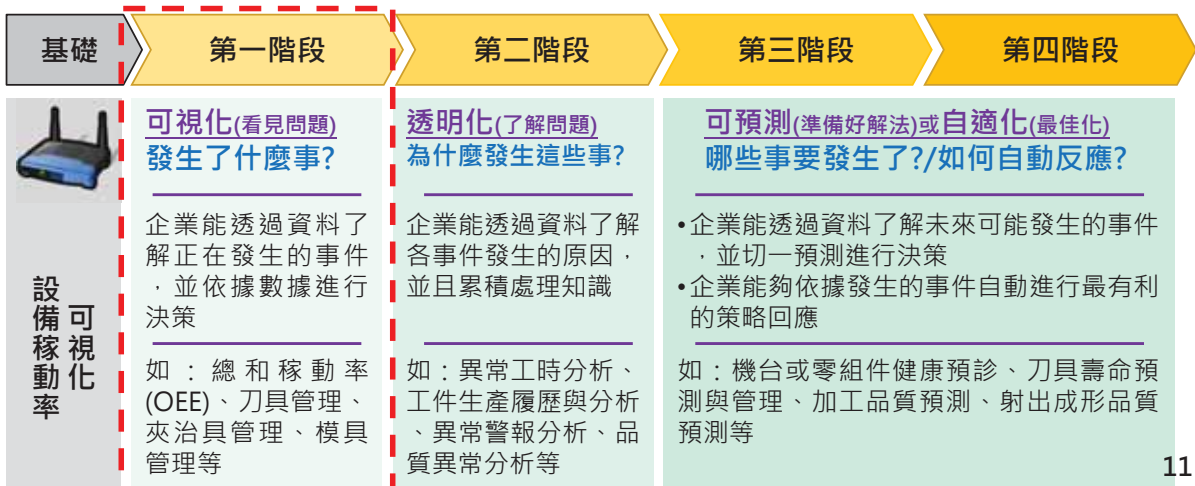 基礎
第一階段
第二階段
第三階段
第四階段
設備稼動率
可視化
可視化(看見問題)
發生了什麼事?
企業能透過資料了
解正在發生的事件
，並依據數據進行
決策
如：總和稼動率
(OEE)、刀具管理、
夾治具管理、模具
管理等
透明化(了解問題)
為什麼發生這些事?
企業能透過資料了解
各事件發生的原因，
並且累積處理知識
如：異常工時分析、
工件生產履歷與分析
、異常警報分析、品
質異常分析等
可預測(準備好解法)或自適化(最佳化)
哪些事要發生了?/如何自動反應?
•企業能透過資料了解未來可能發生的事件
，並切一預測進行決策
•企業能夠依據發生的事件自動進行最有利
的策略回應
如：機台或零組件健康預診、刀具壽命預
測與管理、加工品質預測、射出成形品質
預測等
11